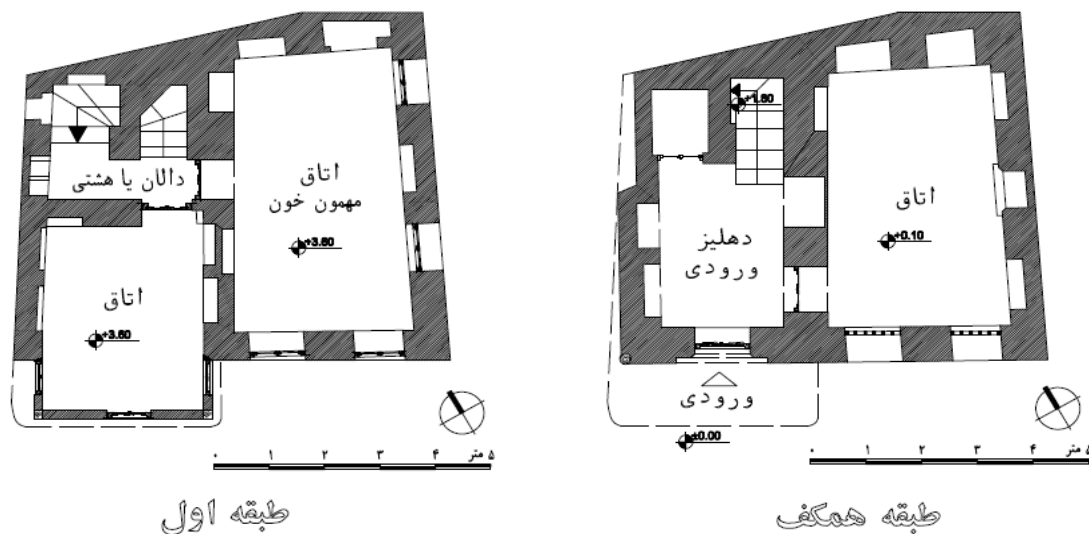 دالان یا هشتی
اتاق
مهمون خون
+3.60
اتاق
+3.60
۰ ۱ ۲ ۳ ۴ ۵ متر
طبقه اول
+1.60
دهلیز
ورودی
اتاق
+0.10
ورودی
±0.00
۰ ۱ ۲ ۳ ۴ ۵ متر
طبقه همکف